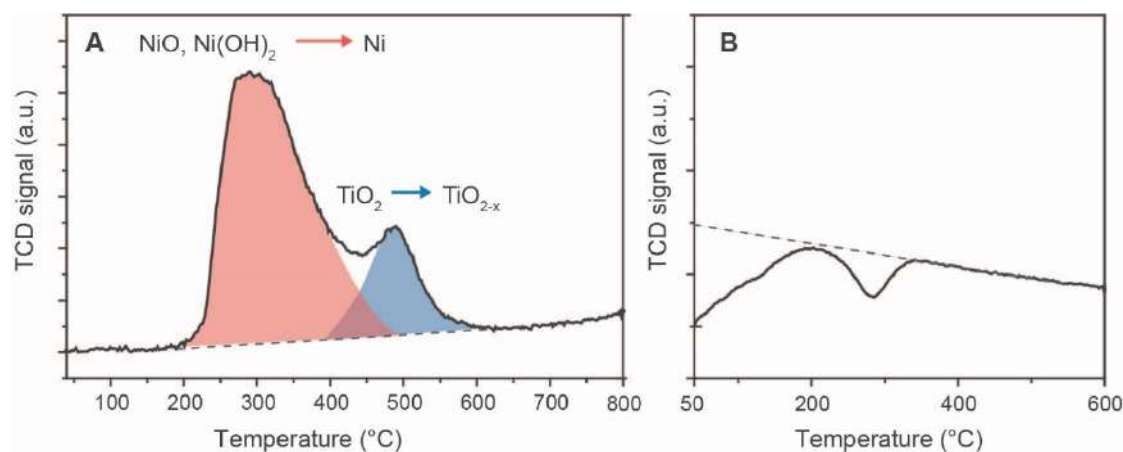 A
NiO, Ni(OH)₂ → Ni
TiO₂ → TiO₂₋ₓ
TCD signal (a.u.)
100 200 300 400 500 600 700 800
Temperature (°C)
B
TCD signal (a.u.)
50 200 400 600
Temperature (°C)